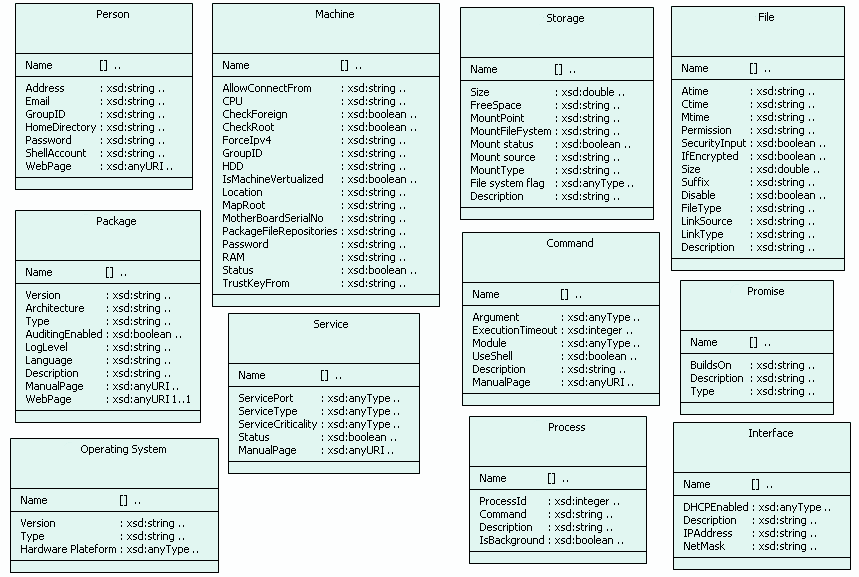 Person
Name [] ..
Address : xsd:string ..
Email : xsd:string ..
GroupID : xsd:string ..
HomeDirectory : xsd:string ..
Password : xsd:string ..
ShellAccount : xsd:string ..
WebPage : xsd:anyURI ..
Machine
Name [] ..
AllowConnectFrom : xsd:string ..
CPU : xsd:string ..
CheckForeign : xsd:boolean ..
CheckRoot : xsd:boolean ..
ForceIpv4 : xsd:string ..
GroupID : xsd:string ..
HDD : xsd:string ..
IsMachineVertualized : xsd:boolean ..
Location : xsd:string ..
MapRoot : xsd:string ..
MotherBoardSerialNo : xsd:string ..
PackageFileRepositories : xsd:string ..
Password : xsd:string ..
RAM : xsd:string ..
Status : xsd:boolean ..
TrustKeyFrom : xsd:string ..
Storage
Name [] ..
Size : xsd:double ..
FreeSpace : xsd:string ..
MountPoint : xsd:string ..
MountFileFystem : xsd:string ..
Mount status : xsd:boolean ..
Mount source : xsd:string ..
MountType : xsd:string ..
File system flag : xsd:anyType ..
Description : xsd:string ..
File
Name [] ..
Atime : xsd:string ..
Ctime : xsd:string ..
Mtime : xsd:string ..
Permission : xsd:string ..
SecurityInput : xsd:boolean ..
IfEncrypted : xsd:boolean ..
Size : xsd:double ..
Suffix : xsd:string ..
Disable : xsd:boolean ..
FileType : xsd:string ..
LinkSource : xsd:string ..
LinkType : xsd:string ..
Description : xsd:string ..
Package
Name [] ..
Version : xsd:string ..
Architecture : xsd:string ..
Type : xsd:string ..
AuditingEnabled : xsd:boolean ..
LogLevel : xsd:string ..
Language : xsd:string ..
Description : xsd:string ..
ManualPage : xsd:anyURI ..
WebPage : xsd:anyURI 1..1
Service
Name [] ..
ServicePort : xsd:anyType ..
ServiceType : xsd:anyType ..
ServiceCriticality : xsd:anyType ..
Status : xsd:boolean ..
ManualPage : xsd:anyURI ..
Command
Name [] ..
Argument : xsd:anyType ..
ExecutionTimeout : xsd:integer ..
Module : xsd:anyType ..
UseShell : xsd:boolean ..
Description : xsd:string ..
ManualPage : xsd:anyURI ..
Promise
Name [] ..
BuildsOn : xsd:string ..
Description : xsd:string ..
Type : xsd:string ..
Operating System
Name [] ..
Version : xsd:string ..
Type : xsd:string ..
Hardware Plateform : xsd:anyType ..
Process
Name [] ..
ProcessId : xsd:integer ..
Command : xsd:string ..
Description : xsd:string ..
IsBackground : xsd:boolean ..
Interface
Name [] ..
DHCPEnabled : xsd:anyType ..
Description : xsd:string ..
IPAddress : xsd:string ..
NetMask : xsd:string ..